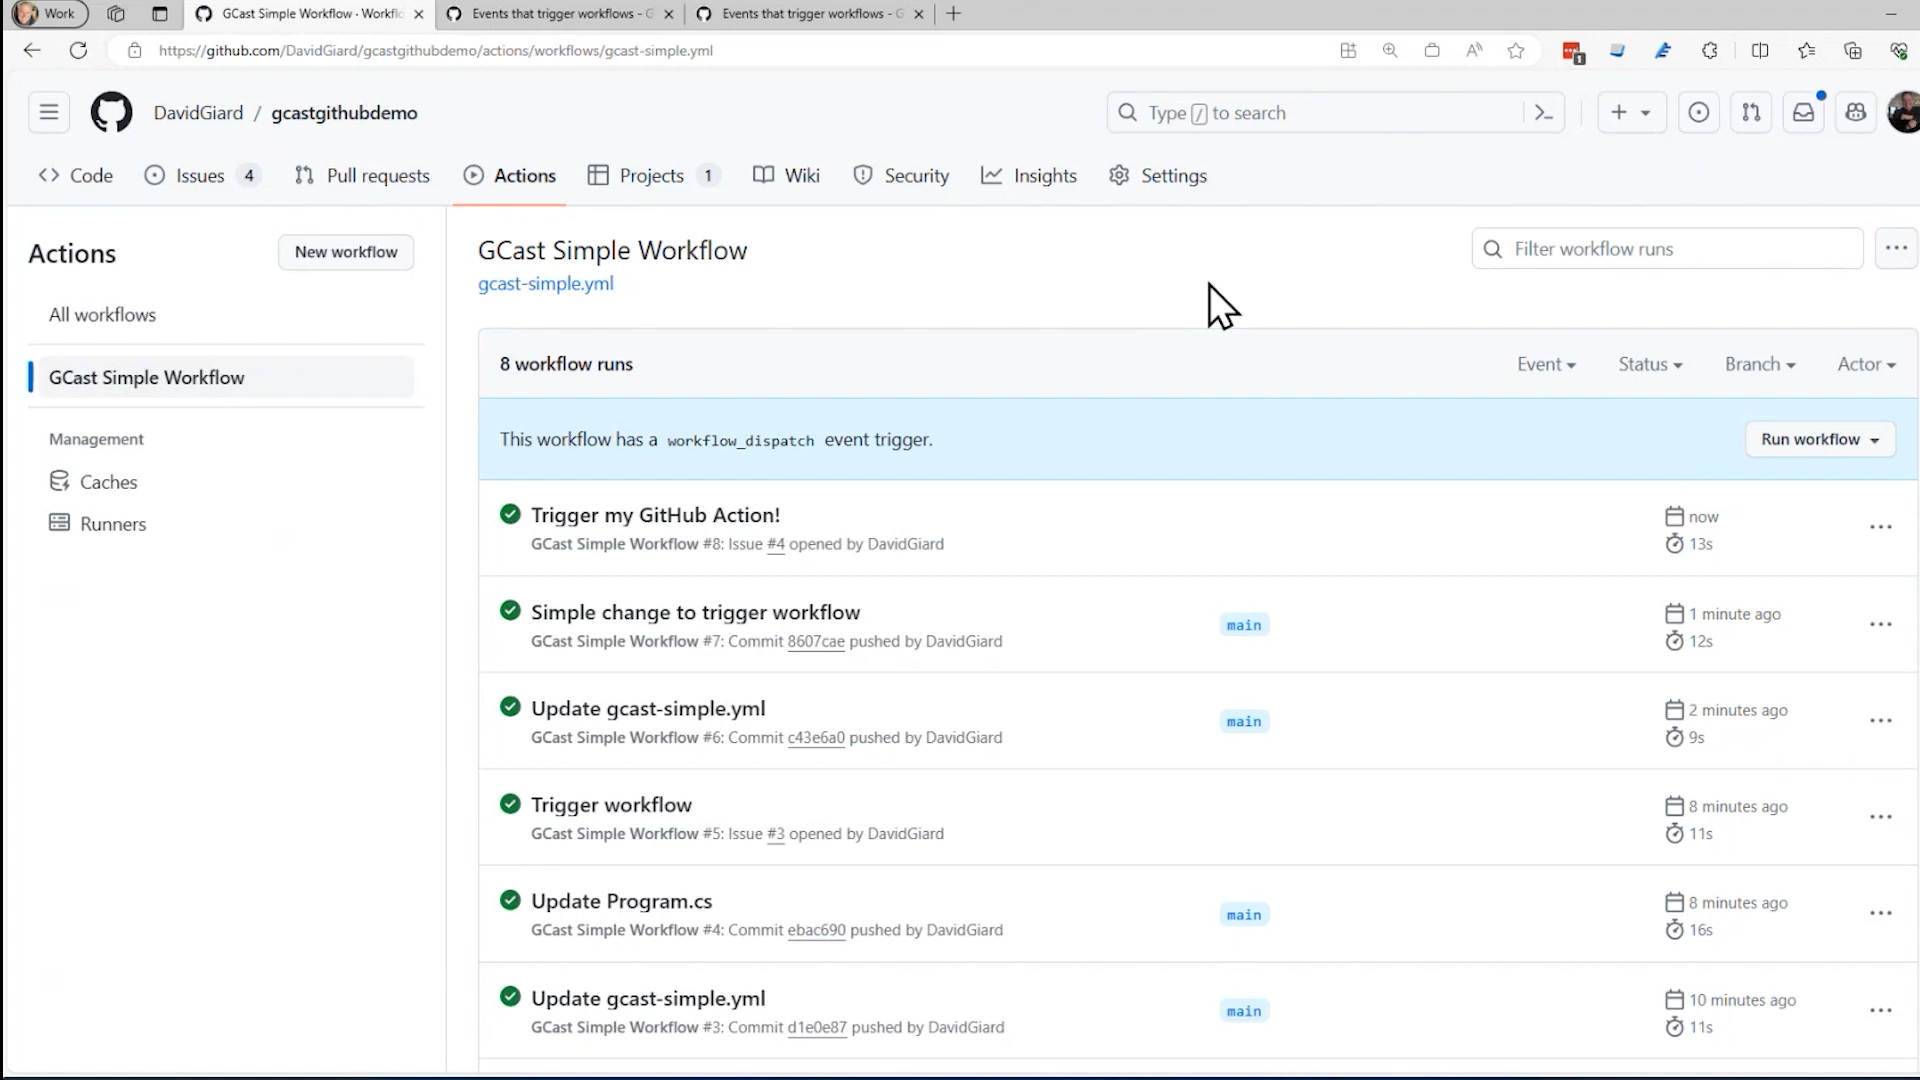 Work
GCast Simple Workflow · Workflo
Events that trigger workflows - G
Events that trigger workflows - G
https://github.com/DavidGiard/gcastgithubdemo/actions/workflows/gcast-simple.yml
1
DavidGiard / gcastgithubdemo
Type / to search
Code
Issues 4
Pull requests
Actions
Projects 1
Wiki
Security
Insights
Settings
Actions
New workflow
All workflows
GCast Simple Workflow
Management
Caches
Runners
GCast Simple Workflow
gcast-simple.yml
Filter workflow runs
8 workflow runs
Event
Status
Branch
Actor
This workflow has a workflow_dispatch event trigger.
Run workflow
Trigger my GitHub Action!
GCast Simple Workflow #8: Issue #4 opened by DavidGiard
now
13s
Simple change to trigger workflow
GCast Simple Workflow #7: Commit 8607cae pushed by DavidGiard
main
1 minute ago
12s
Update gcast-simple.yml
GCast Simple Workflow #6: Commit c43e6a0 pushed by DavidGiard
main
2 minutes ago
9s
Trigger workflow
GCast Simple Workflow #5: Issue #3 opened by DavidGiard
8 minutes ago
11s
Update Program.cs
GCast Simple Workflow #4: Commit ebac690 pushed by DavidGiard
main
8 minutes ago
16s
Update gcast-simple.yml
GCast Simple Workflow #3: Commit d1e0e87 pushed by DavidGiard
main
10 minutes ago
11s